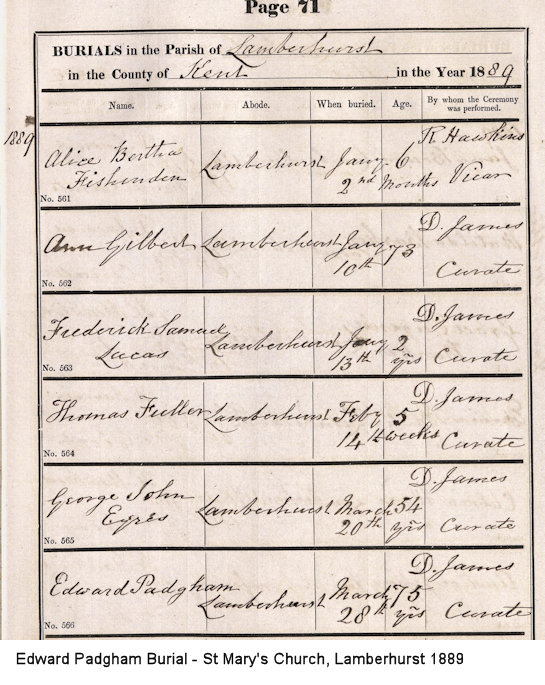 Page 71
BURIALS in the Parish of Lamberhurst
in the County of Kent in the Year 1889
Name. Abode. When buried. Age. By whom the Ceremony was performed.
1889
Alice Bertha Fishenden Lamberhurst Jany 2nd 6 Months R Hawkins Vicar
No. 561
Ann Gilbert Lamberhurst Jany 10th 73 D. James Curate
No. 562
Frederick Samuel Lucas Lamberhurst Jany 13th 2 yrs D. James Curate
No. 563
Thomas Fuller Lamberhurst Feby 14th 5 weeks D. James Curate
No. 564
George John Eyres Lamberhurst March 20th 54 yrs D. James Curate
No. 565
Edward Padgham Lamberhurst March 28th 75 yrs D. James Curate
No. 566
Edward Padgham Burial - St Mary's Church, Lamberhurst 1889